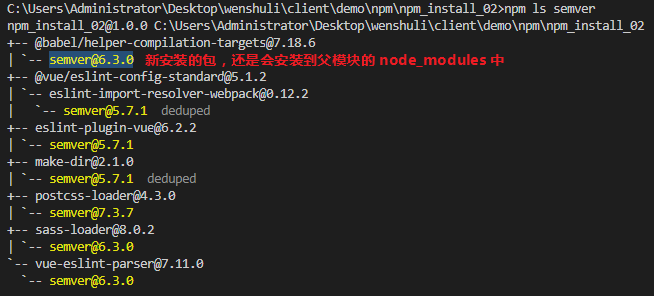 C:\Users\Administrator\Desktop\wenshuli\client\demo\npm\npm_install_02>npm ls semver
npm_install_02@1.0.0 C:\Users\Administrator\Desktop\wenshuli\client\demo\npm\npm_install_02
+-- @babel/helper-compilation-targets@7.18.6
| `-- semver@6.3.0 新安装的包，还是会安装到父模块的 node_modules 中
+-- @vue/eslint-config-standard@5.1.2
| `-- eslint-import-resolver-webpack@0.12.2
|   `-- semver@5.7.1 deduped
+-- eslint-plugin-vue@6.2.2
| `-- semver@5.7.1
+-- make-dir@2.1.0
| `-- semver@5.7.1 deduped
+-- postcss-loader@4.3.0
| `-- semver@7.3.7
+-- sass-loader@8.0.2
| `-- semver@6.3.0
`-- vue-eslint-parser@7.11.0
  `-- semver@6.3.0